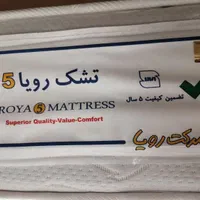 تشک رویا 5
ROYA 5 MATTRESS
Superior Quality-Value-Comfort
تضمین کیفیت ۵ سال
شرکت رویا